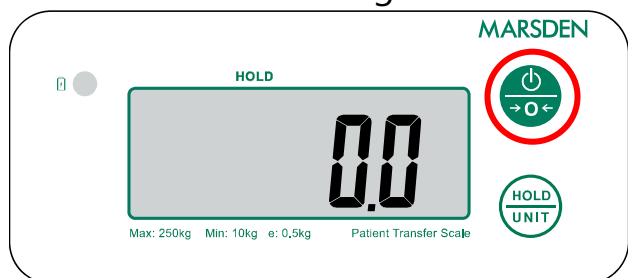 MARSDEN
HOLD
0.0
→0←
HOLD
UNIT
Max: 250kg Min: 10kg e: 0.5kg Patient Transfer Scale